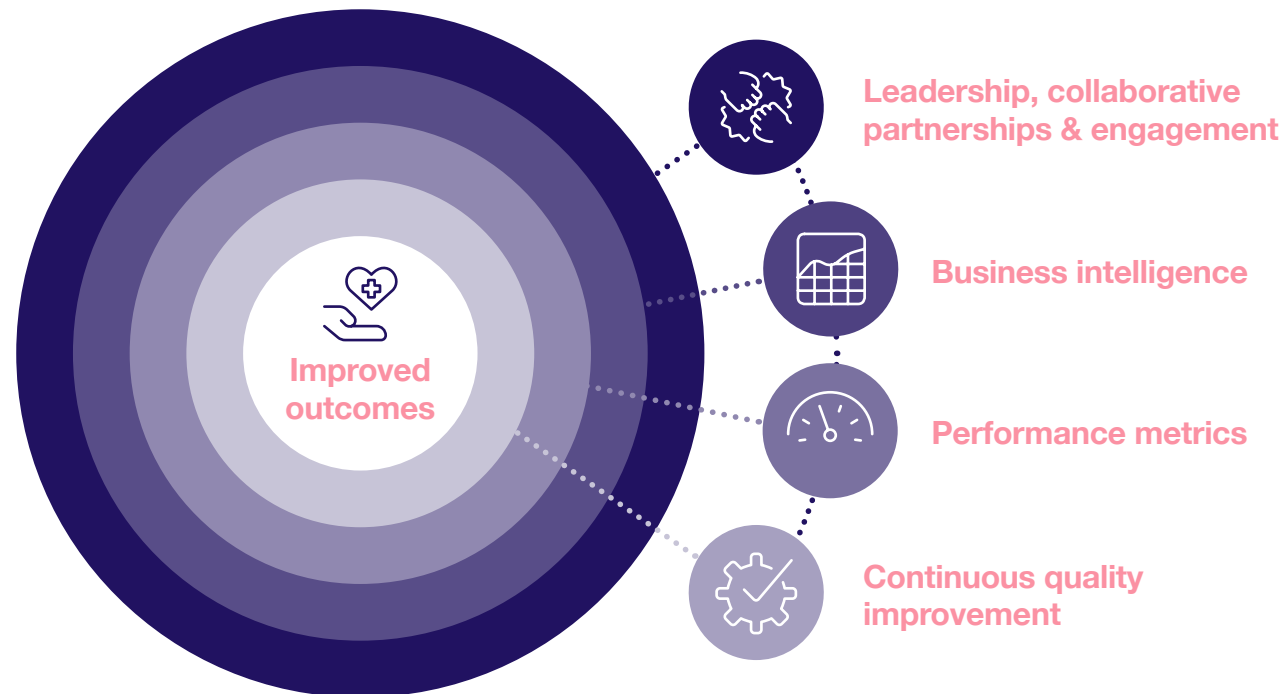 Leadership, collaborative
partnerships & engagement
Business intelligence
Improved
outcomes
Performance metrics
Continuous quality
improvement